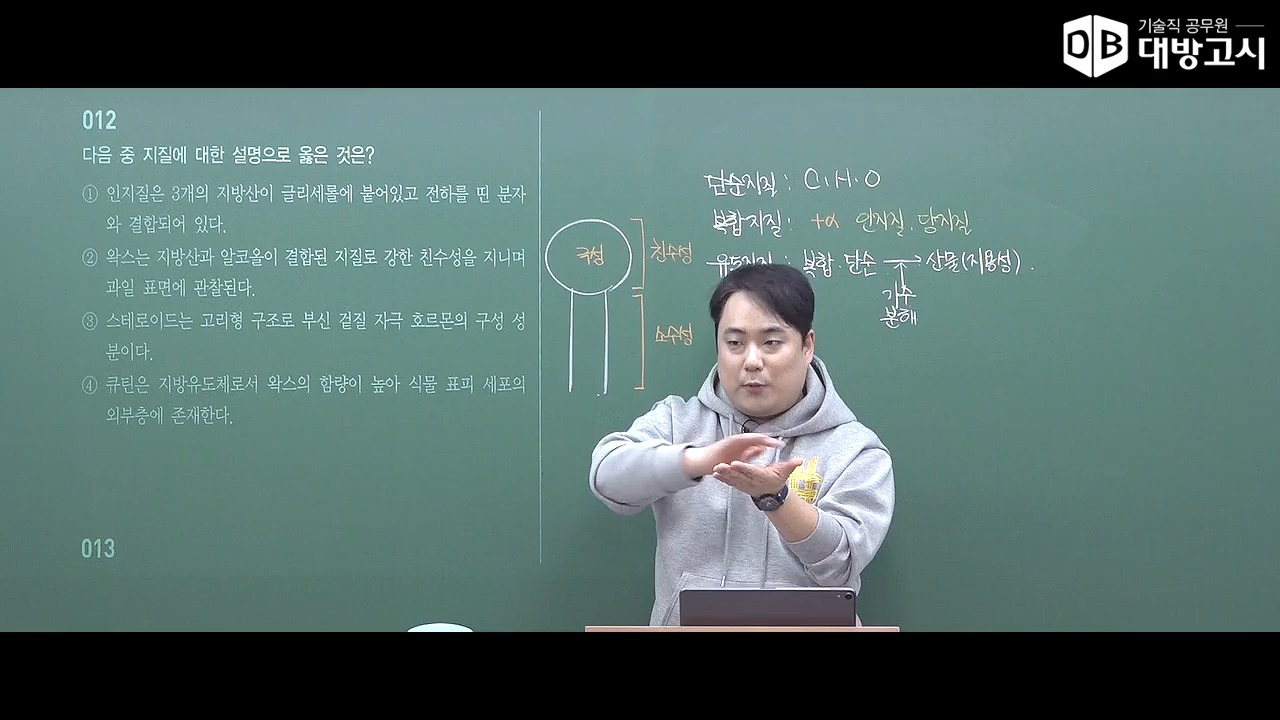 기술직 공무원
대방고시
012
다음 중 지질에 대한 설명으로 옳은 것은?
① 인지질은 3개의 지방산이 글리세롤에 붙어있고 전하를 띤 분자
와 결합되어 있다.
② 왁스는 지방산과 알코올이 결합된 지질로 강한 친수성을 지니며
과일 표면에 관찰된다.
③ 스테로이드는 고리형 구조로 부신 겉질 자극 호르몬의 구성 성
분이다.
④ 큐틴은 지방유도체로서 왁스의 함량이 높아 식물 표피 세포의
외부층에 존재한다.
013
극성
친수성
소수성
단순지질 : C.H.O
복합지질 : +α 인지질, 당지질
유도지질 : 복합.단순 → 산물(지용성).
가수
분해